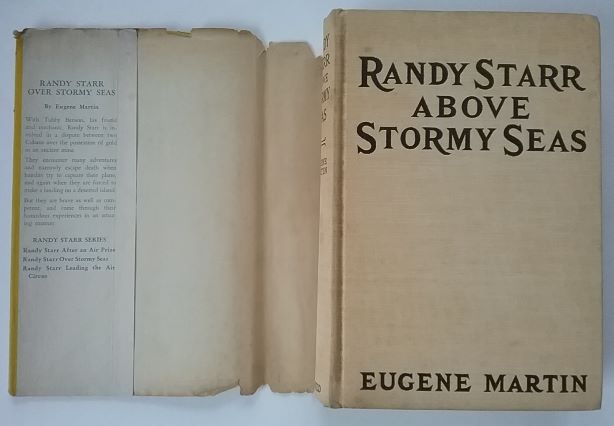 RANDY STARR
OVER STORMY SEAS
By Eugene Martin
With Tubby Benson, his friend
and mechanic, Randy Starr is in-
volved in a dispute between two
Cubans over the possession of gold
in an ancient mine.
They encounter many adventures
and narrowly escape death when
bandits try to capture their plane,
and again when they are forced to
make a landing on a deserted island.
But they are brave as well as com-
petent, and come through their
hazardous experiences in an amaz-
ing manner.
RANDY STARR SERIES
Randy Starr After an Air Prize
Randy Starr Over Stormy Seas
Randy Starr Leading the Air
Circus
RANDY STARR
ABOVE
STORMY SEAS
EUGENE MARTIN